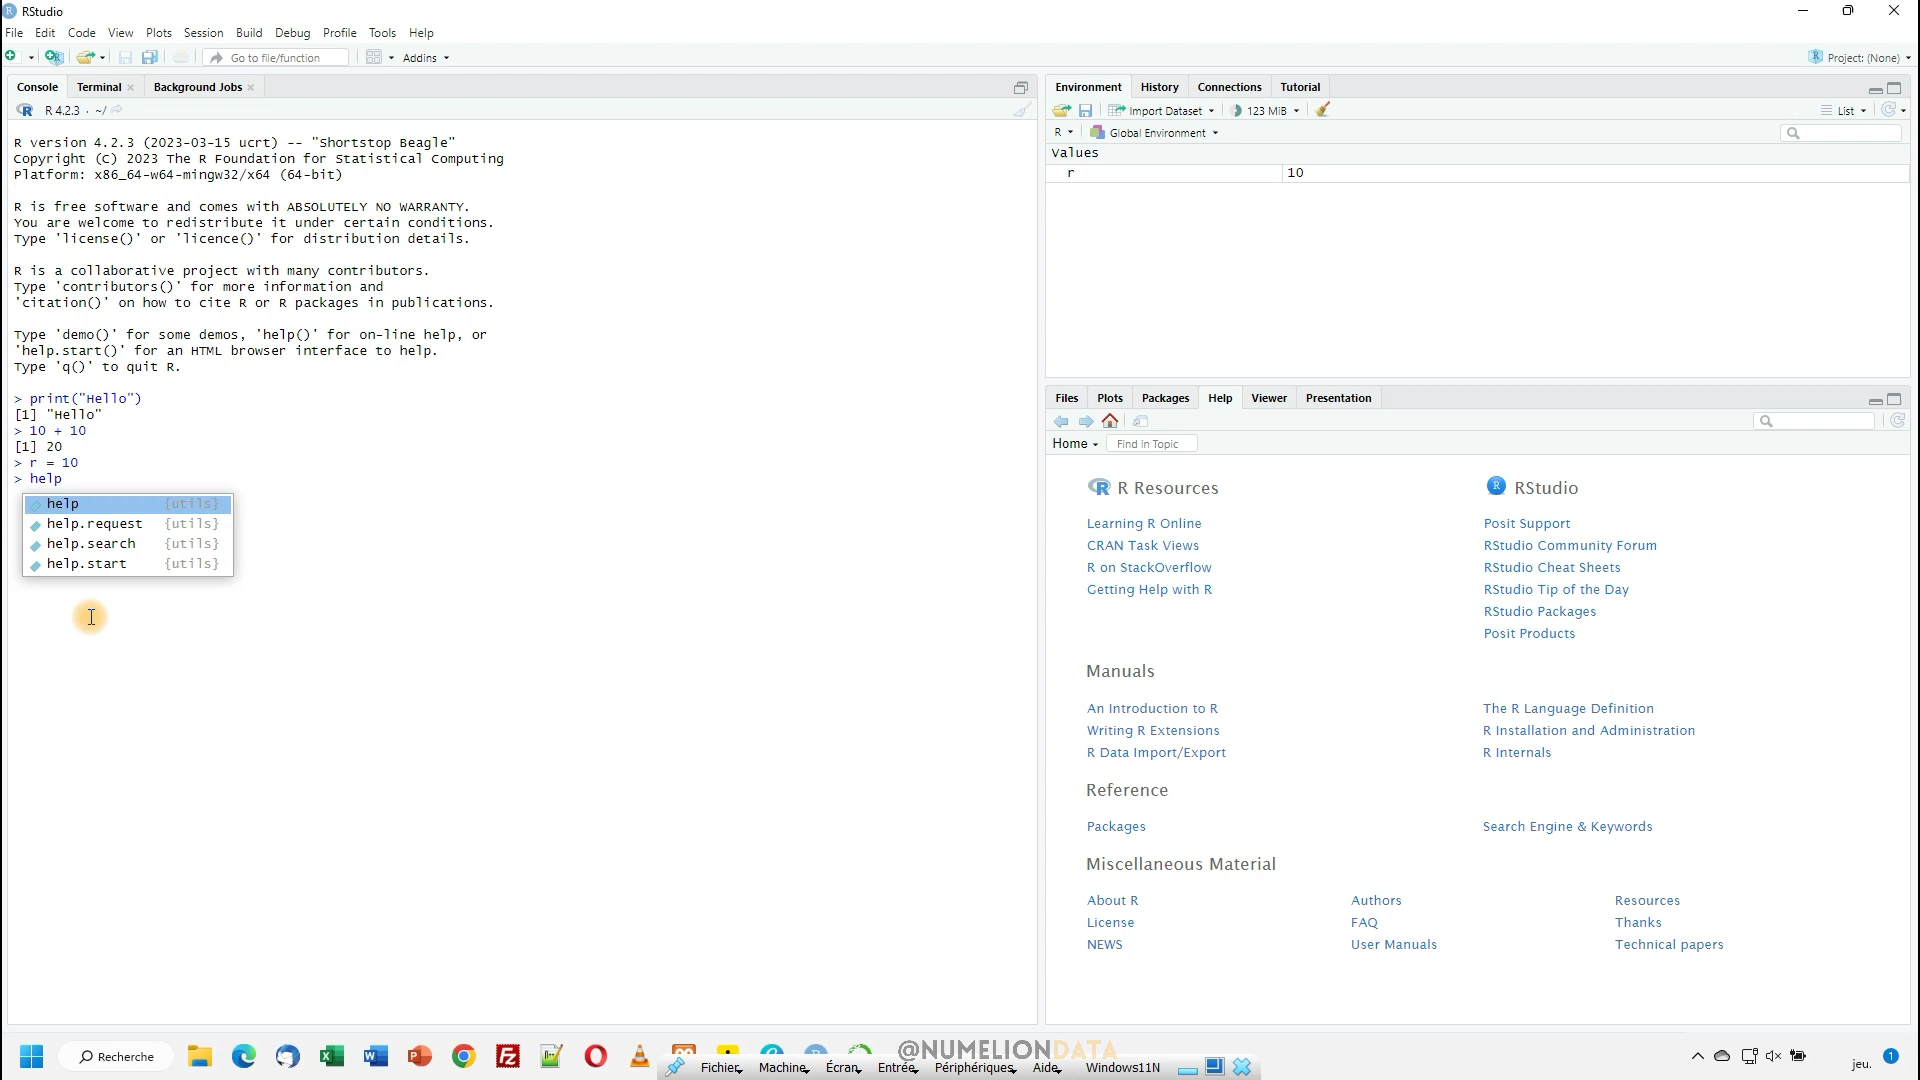 RStudio
File Edit Code View Plots Session Build Debug Profile Tools Help
Go to file/function Addins Project: (None)
Console Terminal Background Jobs
R 4.2.3 · ~/
R version 4.2.3 (2023-03-15 ucrt) -- "Shortstop Beagle"
Copyright (C) 2023 The R Foundation for Statistical Computing
Platform: x86_64-w64-mingw32/x64 (64-bit)
R is free software and comes with ABSOLUTELY NO WARRANTY.
You are welcome to redistribute it under certain conditions.
Type 'license()' or 'licence()' for distribution details.
R is a collaborative project with many contributors.
Type 'contributors()' for more information and
'citation()' on how to cite R or R packages in publications.
Type 'demo()' for some demos, 'help()' for on-line help, or
'help.start()' for an HTML browser interface to help.
Type 'q()' to quit R.
> print("Hello")
[1] "Hello"
> 10 + 10
[1] 20
> r = 10
> help
help {utils}
help.request {utils}
help.search {utils}
help.start {utils}
Environment History Connections Tutorial
Import Dataset 123 MiB List
R Global Environment
Values
r 10
Files Plots Packages Help Viewer Presentation
Home Find in Topic
R Resources
Learning R Online
CRAN Task Views
R on StackOverflow
Getting Help with R
RStudio
Posit Support
RStudio Community Forum
RStudio Cheat Sheets
RStudio Tip of the Day
RStudio Packages
Posit Products
Manuals
An Introduction to R The R Language Definition
Writing R Extensions R Installation and Administration
R Data Import/Export R Internals
Reference
Packages Search Engine & Keywords
Miscellaneous Material
About R Authors Resources
License FAQ Thanks
NEWS User Manuals Technical papers
Recherche
@NUMELIONDATA
Fichier Machine Écran Entrée Périphériques Aide Windows11N
jeu. 1